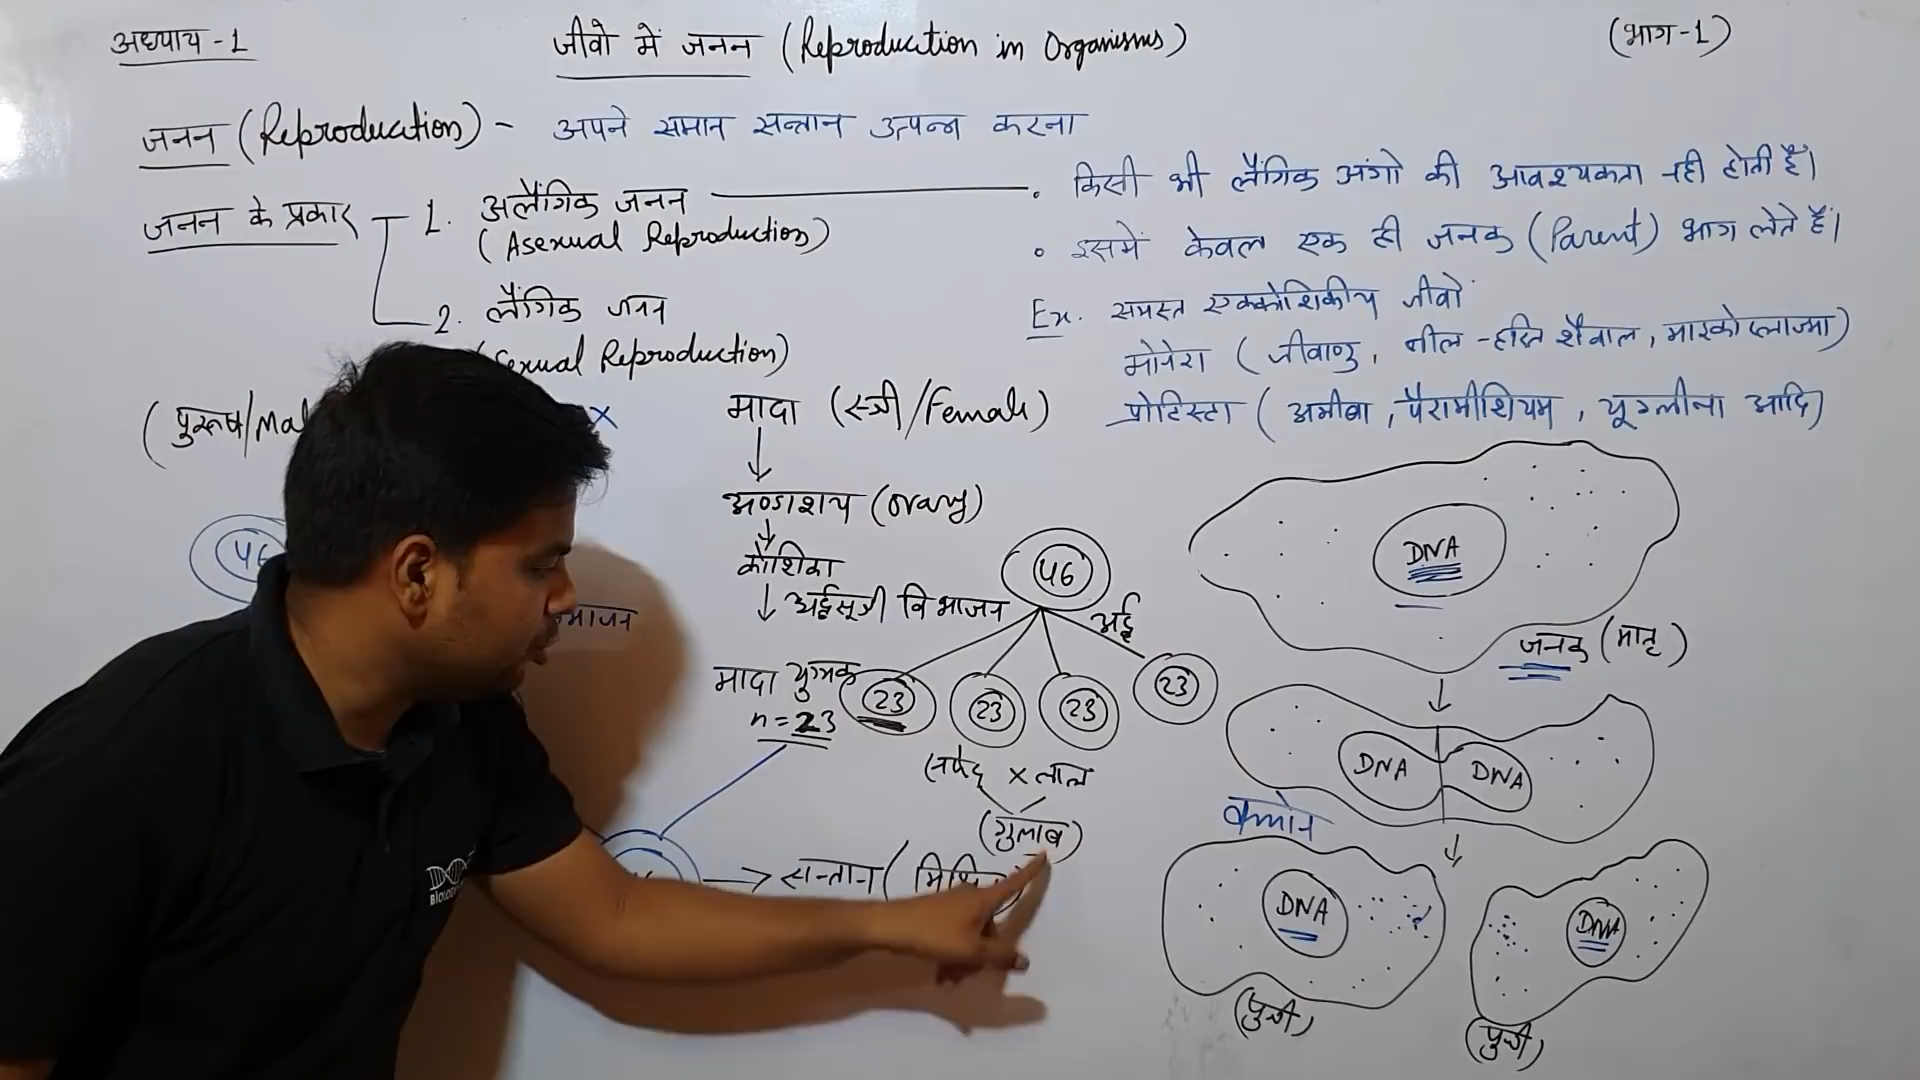 अध्याय - 1
जीवो में जनन (Reproduction in Organisms)
(भाग-1)
जनन (Reproduction) - अपने समान सन्तान उत्पन्न करना
जनन के प्रकार
1. अलैंगिक जनन
(Asexual Reproduction)
2. लैंगिक जनन
Reproduction)
• किसी भी लैंगिक अंगो की आवश्यकता नही होती है।
• इसमें केवल एक ही जनक (Parent) भाग लेते हैं।
Ex. समस्त एककोशिकीय जीवों
मोनेरा (जीवाणु, नील-हरित शैवाल, माइकोप्लाज्मा)
प्रोटिस्टा (अमीबा, पैरामीशियम, यूग्लीना आदि)
(पुरूष/
x
मादा (स्त्री/Female)
अण्डाशय (ovary)
कोशिका
अर्द्धसूत्री विभाजन
46
46
अर्द्ध
मादा युग्मक
n=23
23
23
23
23
सफेद x लाल
(गुलाब)
सन्तान (
DNA
जनक (मातृ)
DNA
DNA
क्लोन
DNA
DNA
(पुत्री)
(पुत्री)